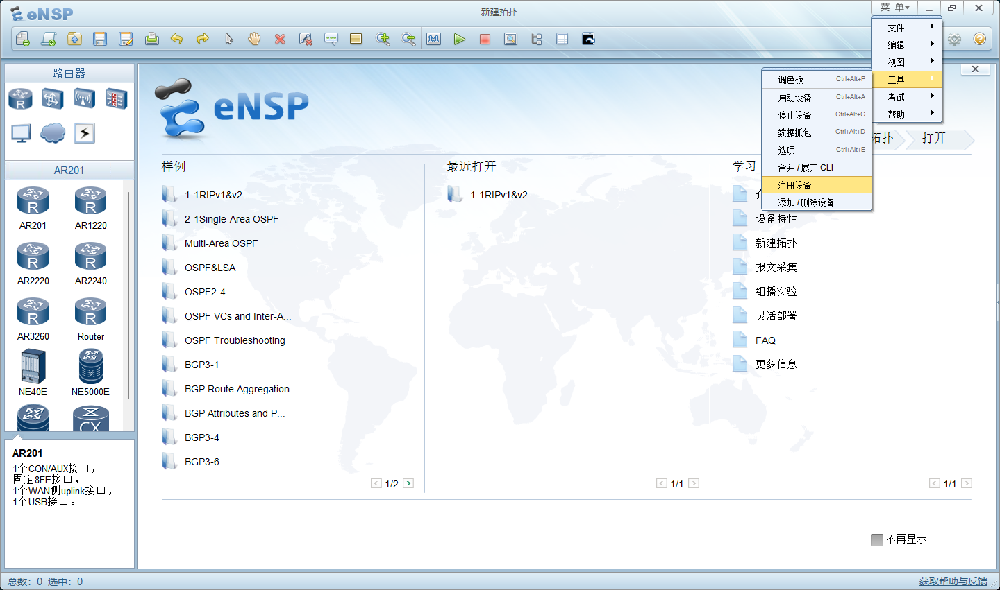 eNSP
新建拓扑
菜 单
文件
编辑
视图
工具
考试
帮助
调色板 Ctrl+Alt+P
启动设备 Ctrl+Alt+A
停止设备 Ctrl+Alt+C
数据抓包 Ctrl+Alt+D
选项 Ctrl+Alt+E
合并 / 展开 CLI
注册设备
添加 / 删除设备
路由器
R
AR201
R
AR201
R
AR1220
R
AR2220
R
AR2240
R
AR3260
R
Router
NE40E
NE5000E
CX
AR201
1个CON/AUX接口，
固定8FE接口，
1个WAN侧uplink接口，
1个USB接口。
eNSP
拓扑
打开
样例
1-1RIPv1&v2
2-1Single-Area OSPF
Multi-Area OSPF
OSPF&LSA
OSPF2-4
OSPF VCs and Inter-A...
OSPF Troubleshooting
BGP3-1
BGP Route Aggregation
BGP Attributes and P...
BGP3-4
BGP3-6
< 1/2 >
最近打开
1-1RIPv1&v2
< 1/1 >
学习
设备特性
新建拓扑
报文采集
组播实验
灵活部署
FAQ
更多信息
< 1/1 >
不再显示
总数: 0 选中: 0
获取帮助与反馈